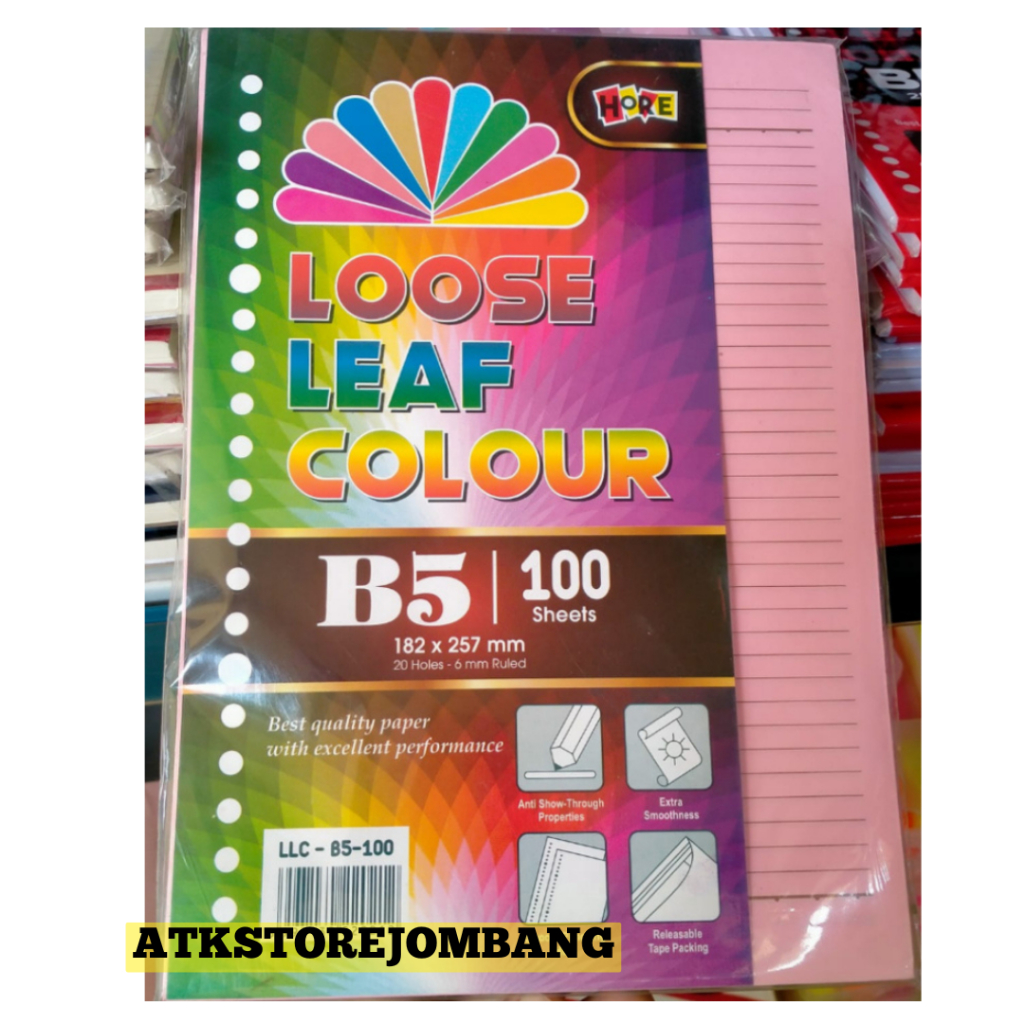 HORE
LOOSE
LEAF
COLOUR
B5 | 100
Sheets
182 x 257 mm
20 Holes - 6 mm Ruled
Best quality paper
with excellent performance
Anti Show-Through
Properties
Extra
Smoothness
LLC - B5-100
Releasable
Tape Packing
ATKSTOREJOMBANG